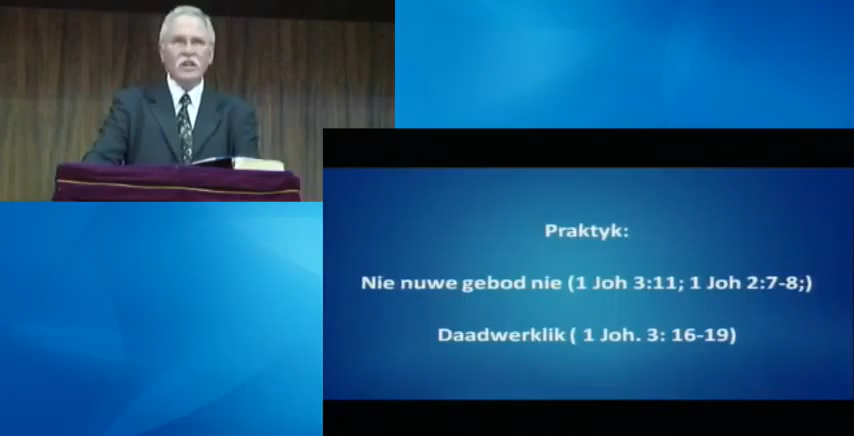 Praktyk:
Nie nuwe gebod nie (1 Joh 3:11; 1 Joh 2:7-8;)
Daadwerklik ( 1 Joh. 3: 16-19)